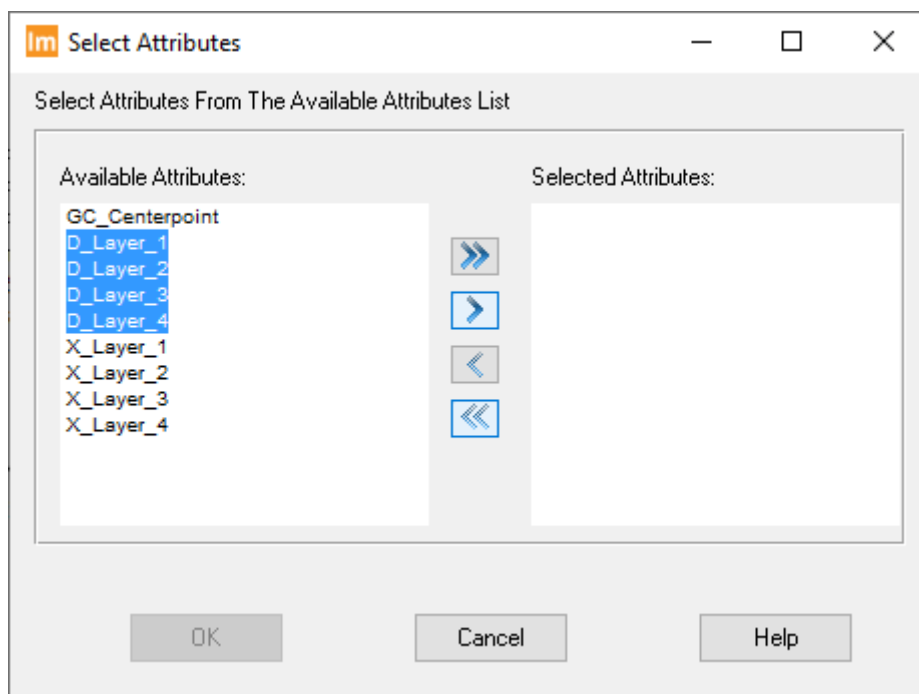 Im Select Attributes
Select Attributes From The Available Attributes List
Available Attributes:
Selected Attributes:
GC_Centerpoint
D_Layer_1
D_Layer_2
D_Layer_3
D_Layer_4
X_Layer_1
X_Layer_2
X_Layer_3
X_Layer_4
OK
Cancel
Help